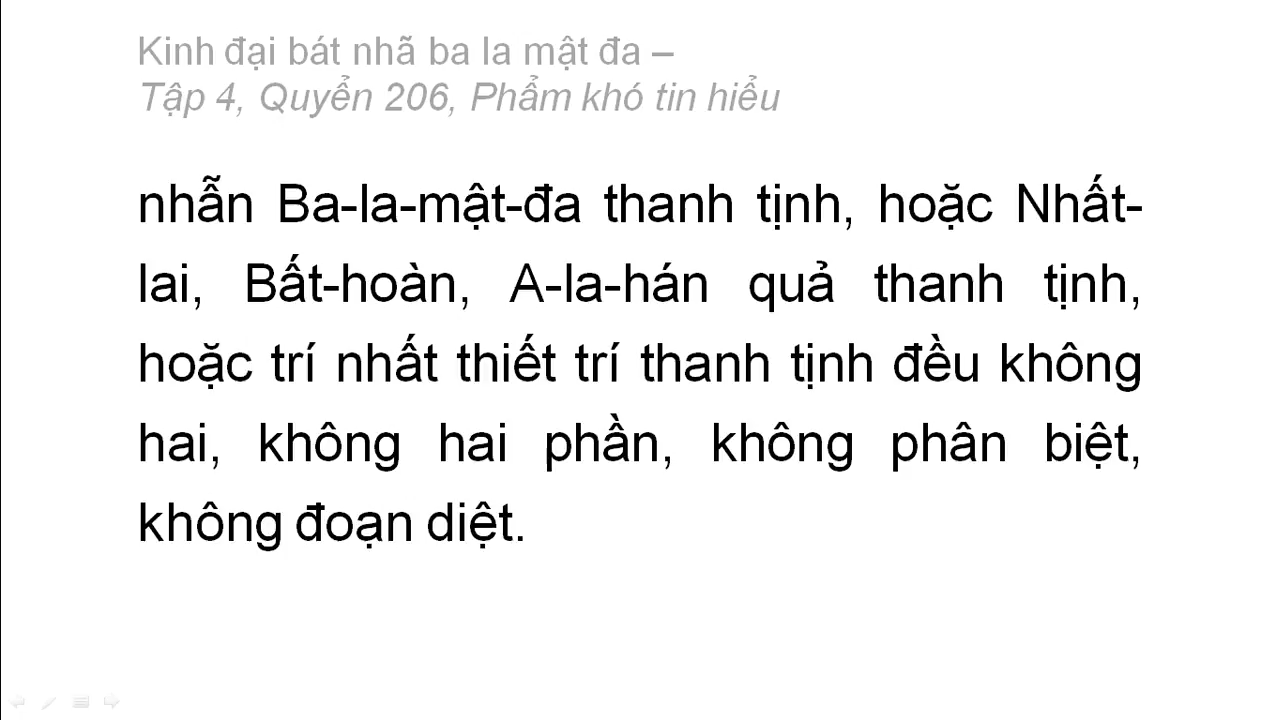 Kinh đại bát nhã ba la mật đa –
Tập 4, Quyển 206, Phẩm khó tin hiểu
nhẫn Ba-la-mật-đa thanh tịnh, hoặc Nhất-
lai, Bất-hoàn, A-la-hán quả thanh tịnh,
hoặc trí nhất thiết trí thanh tịnh đều không
hai, không hai phần, không phân biệt,
không đoạn diệt.